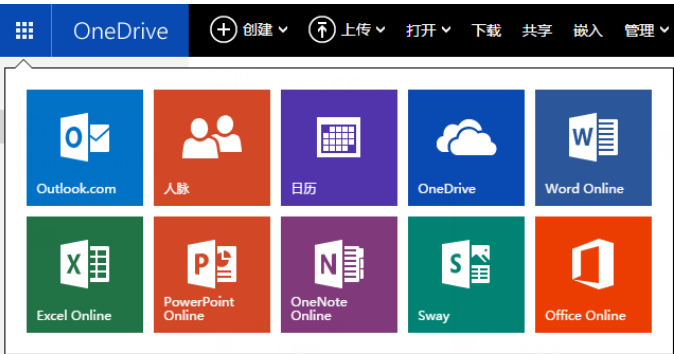 OneDrive 创建 上传 打开 下载 共享 嵌入 管理
Outlook.com 人脉 日历 OneDrive Word Online
Excel Online PowerPoint Online OneNote Online Sway Office Online